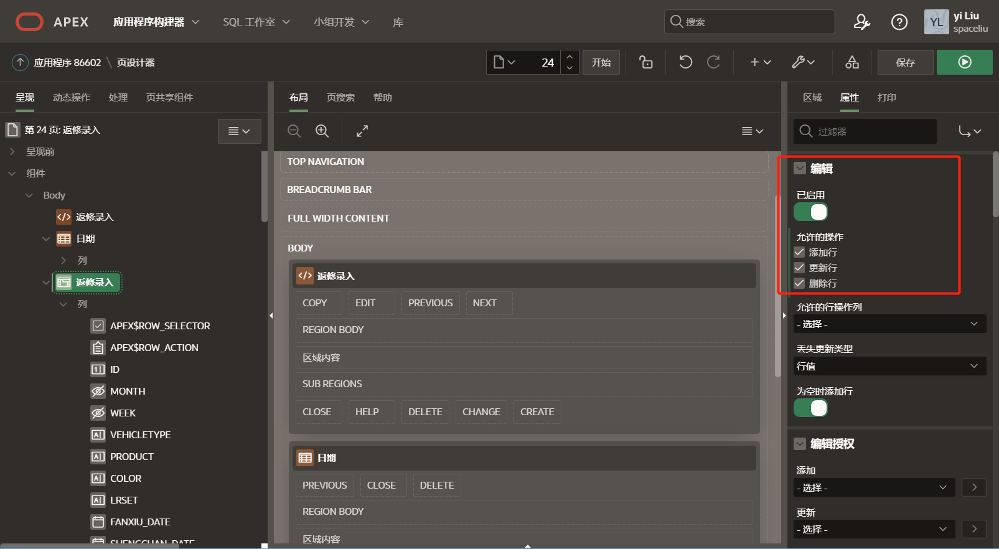 APEX
应用程序构建器
SQL 工作室
小组开发
库
搜索
YL
yi Liu
spaceliu
应用程序 86602 \ 页设计器
24
开始
保存
呈现
动态操作
处理
页共享组件
第 24 页: 返修录入
呈现前
组件
Body
返修录入
日期
列
返修录入
列
APEX$ROW_SELECTOR
APEX$ROW_ACTION
ID
MONTH
WEEK
VEHICLETYPE
PRODUCT
COLOR
LRSET
FANXIU_DATE
SHENGCHAN_DATE
布局
页搜索
帮助
TOP NAVIGATION
BREADCRUMB BAR
FULL WIDTH CONTENT
BODY
返修录入
COPY
EDIT
PREVIOUS
NEXT
REGION BODY
区域内容
SUB REGIONS
CLOSE
HELP
DELETE
CHANGE
CREATE
日期
PREVIOUS
CLOSE
DELETE
REGION BODY
区域内容
区域
属性
打印
过滤器
编辑
已启用
允许的操作
添加行
更新行
删除行
允许的行操作列
- 选择 -
丢失更新类型
行值
为空时添加行
编辑授权
添加
- 选择 -
更新
- 选择 -